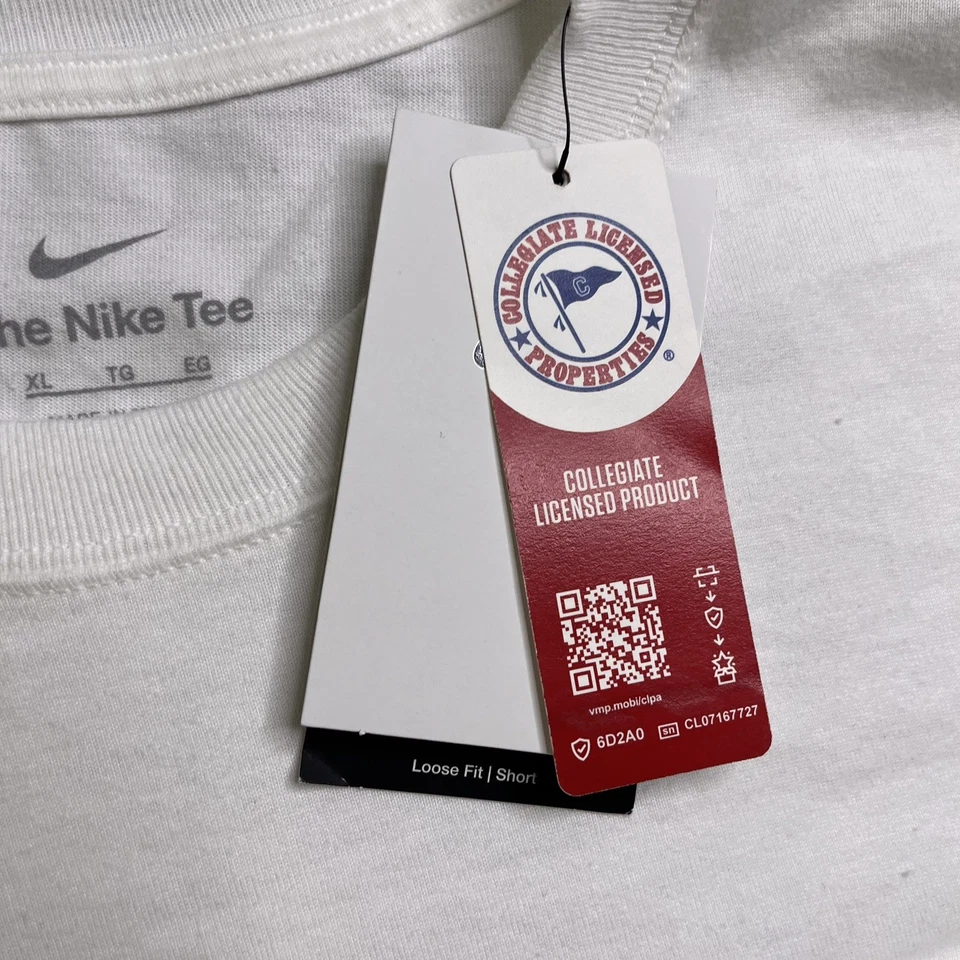 he Nike Tee
XL TG EG
COLLEGIATE LICENSED
C
PROPERTIES
®
COLLEGIATE
LICENSED PRODUCT
vmp.mobi/clpa
6D2A0 sn CL07167727
Loose Fit | Short